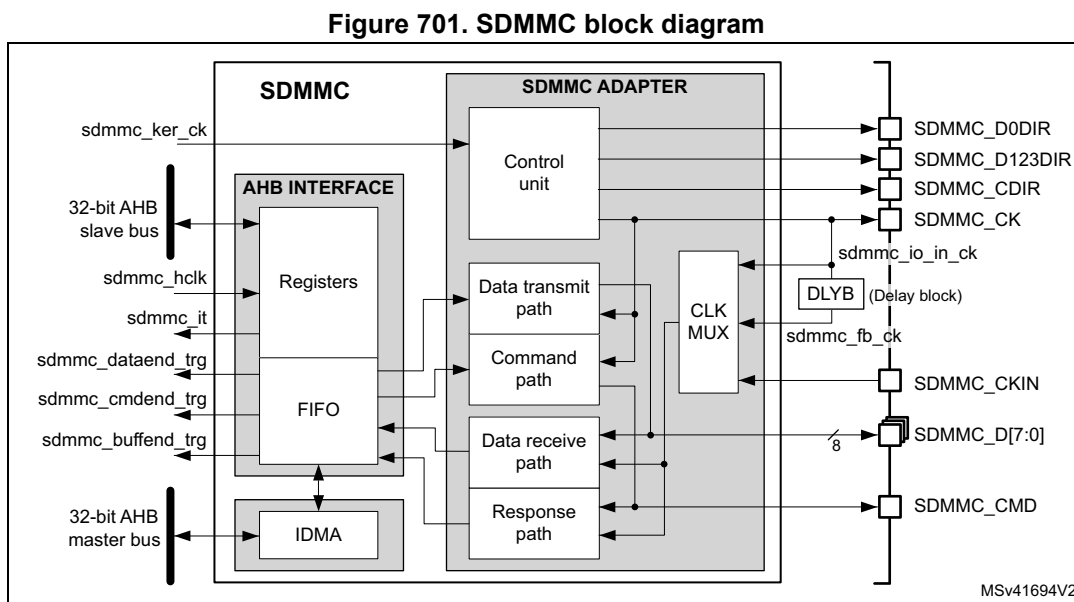 Figure 701. SDMMC block diagram
SDMMC
SDMMC ADAPTER
sdmmc_ker_ck
Control
unit
SDMMC_D0DIR
SDMMC_D123DIR
SDMMC_CDIR
SDMMC_CK
AHB INTERFACE
32-bit AHB
slave bus
Registers
sdmmc_hclk
sdmmc_it
sdmmc_dataend_trg
sdmmc_cmdend_trg
sdmmc_buffend_trg
FIFO
Data transmit
path
Command
path
CLK
MUX
sdmmc_io_in_ck
DLYB
(Delay block)
sdmmc_fb_ck
SDMMC_CKIN
Data receive
path
8
SDMMC_D[7:0]
Response
path
SDMMC_CMD
32-bit AHB
master bus
IDMA
MSv41694V2